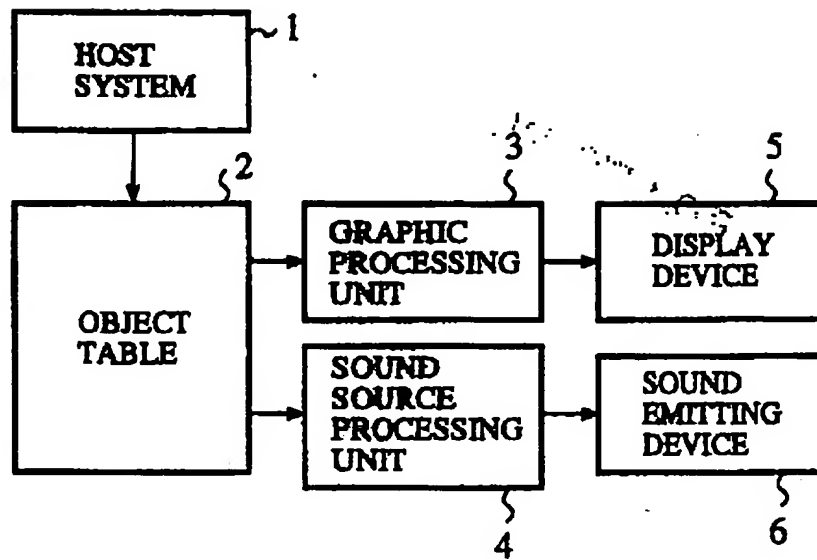 1
HOST
SYSTEM
2
3
5
GRAPHIC
PROCESSING
UNIT
DISPLAY
DEVICE
OBJECT
TABLE
SOUND
SOURCE
PROCESSING
UNIT
SOUND
EMITTING
DEVICE
4
6